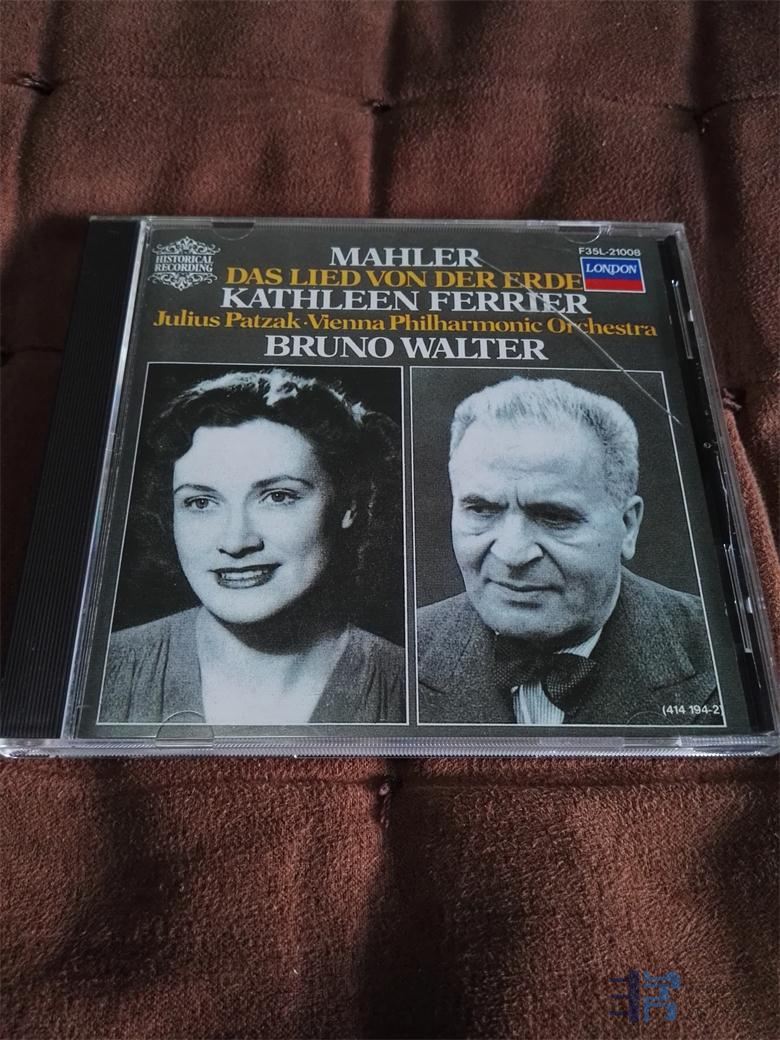 HISTORICAL
RECORDING
F35L-21008
LONDON
MAHLER
DAS LIED VON DER ERDE
KATHLEEN FERRIER
Julius Patzak·Vienna Philharmonic Orchestra
BRUNO WALTER
(414 194-2)